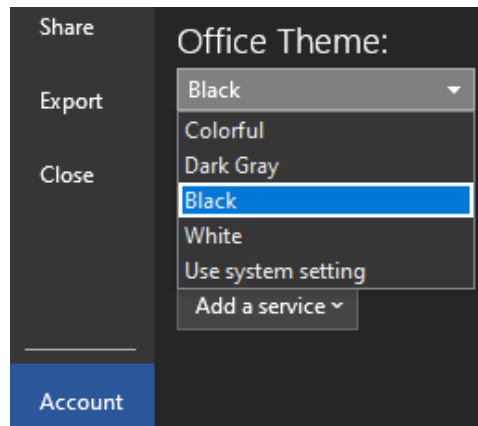 Share
Export
Close
Account
Office Theme:
Black
Colorful
Dark Gray
Black
White
Use system setting
Add a service